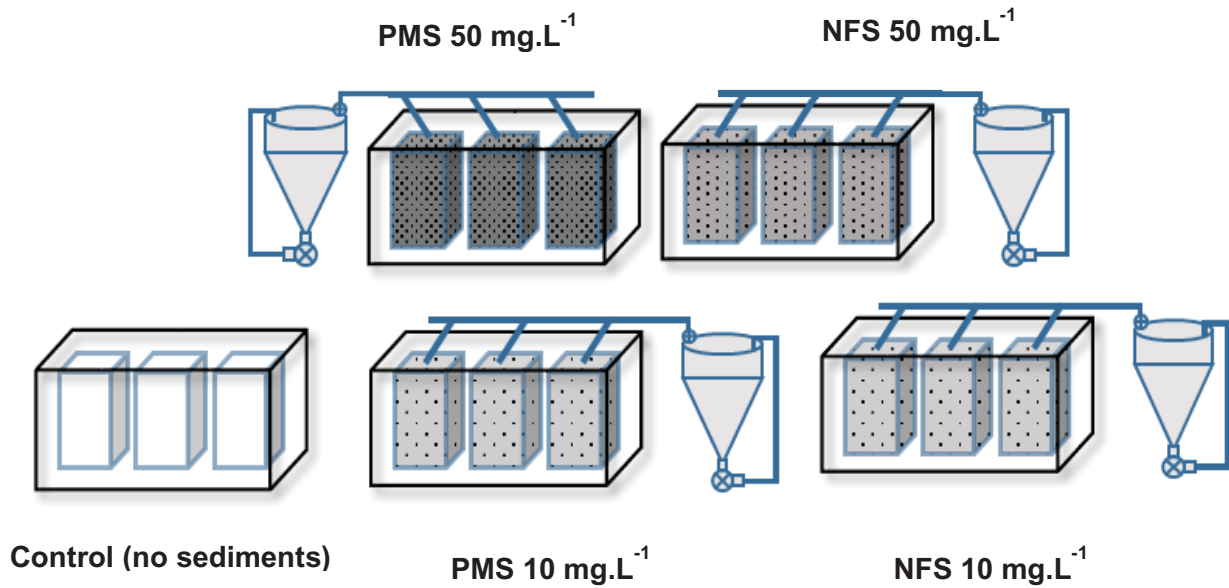 PMS 50 mg.L-1
NFS 50 mg.L-1
Control (no sediments)
PMS 10 mg.L-1
NFS 10 mg.L-1